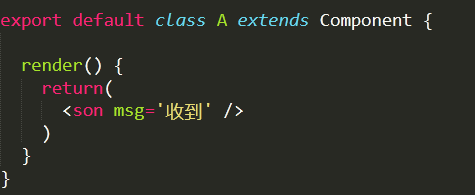 export default class A extends Component {
render() {
return(
<son msg='收到' />
)
}
}